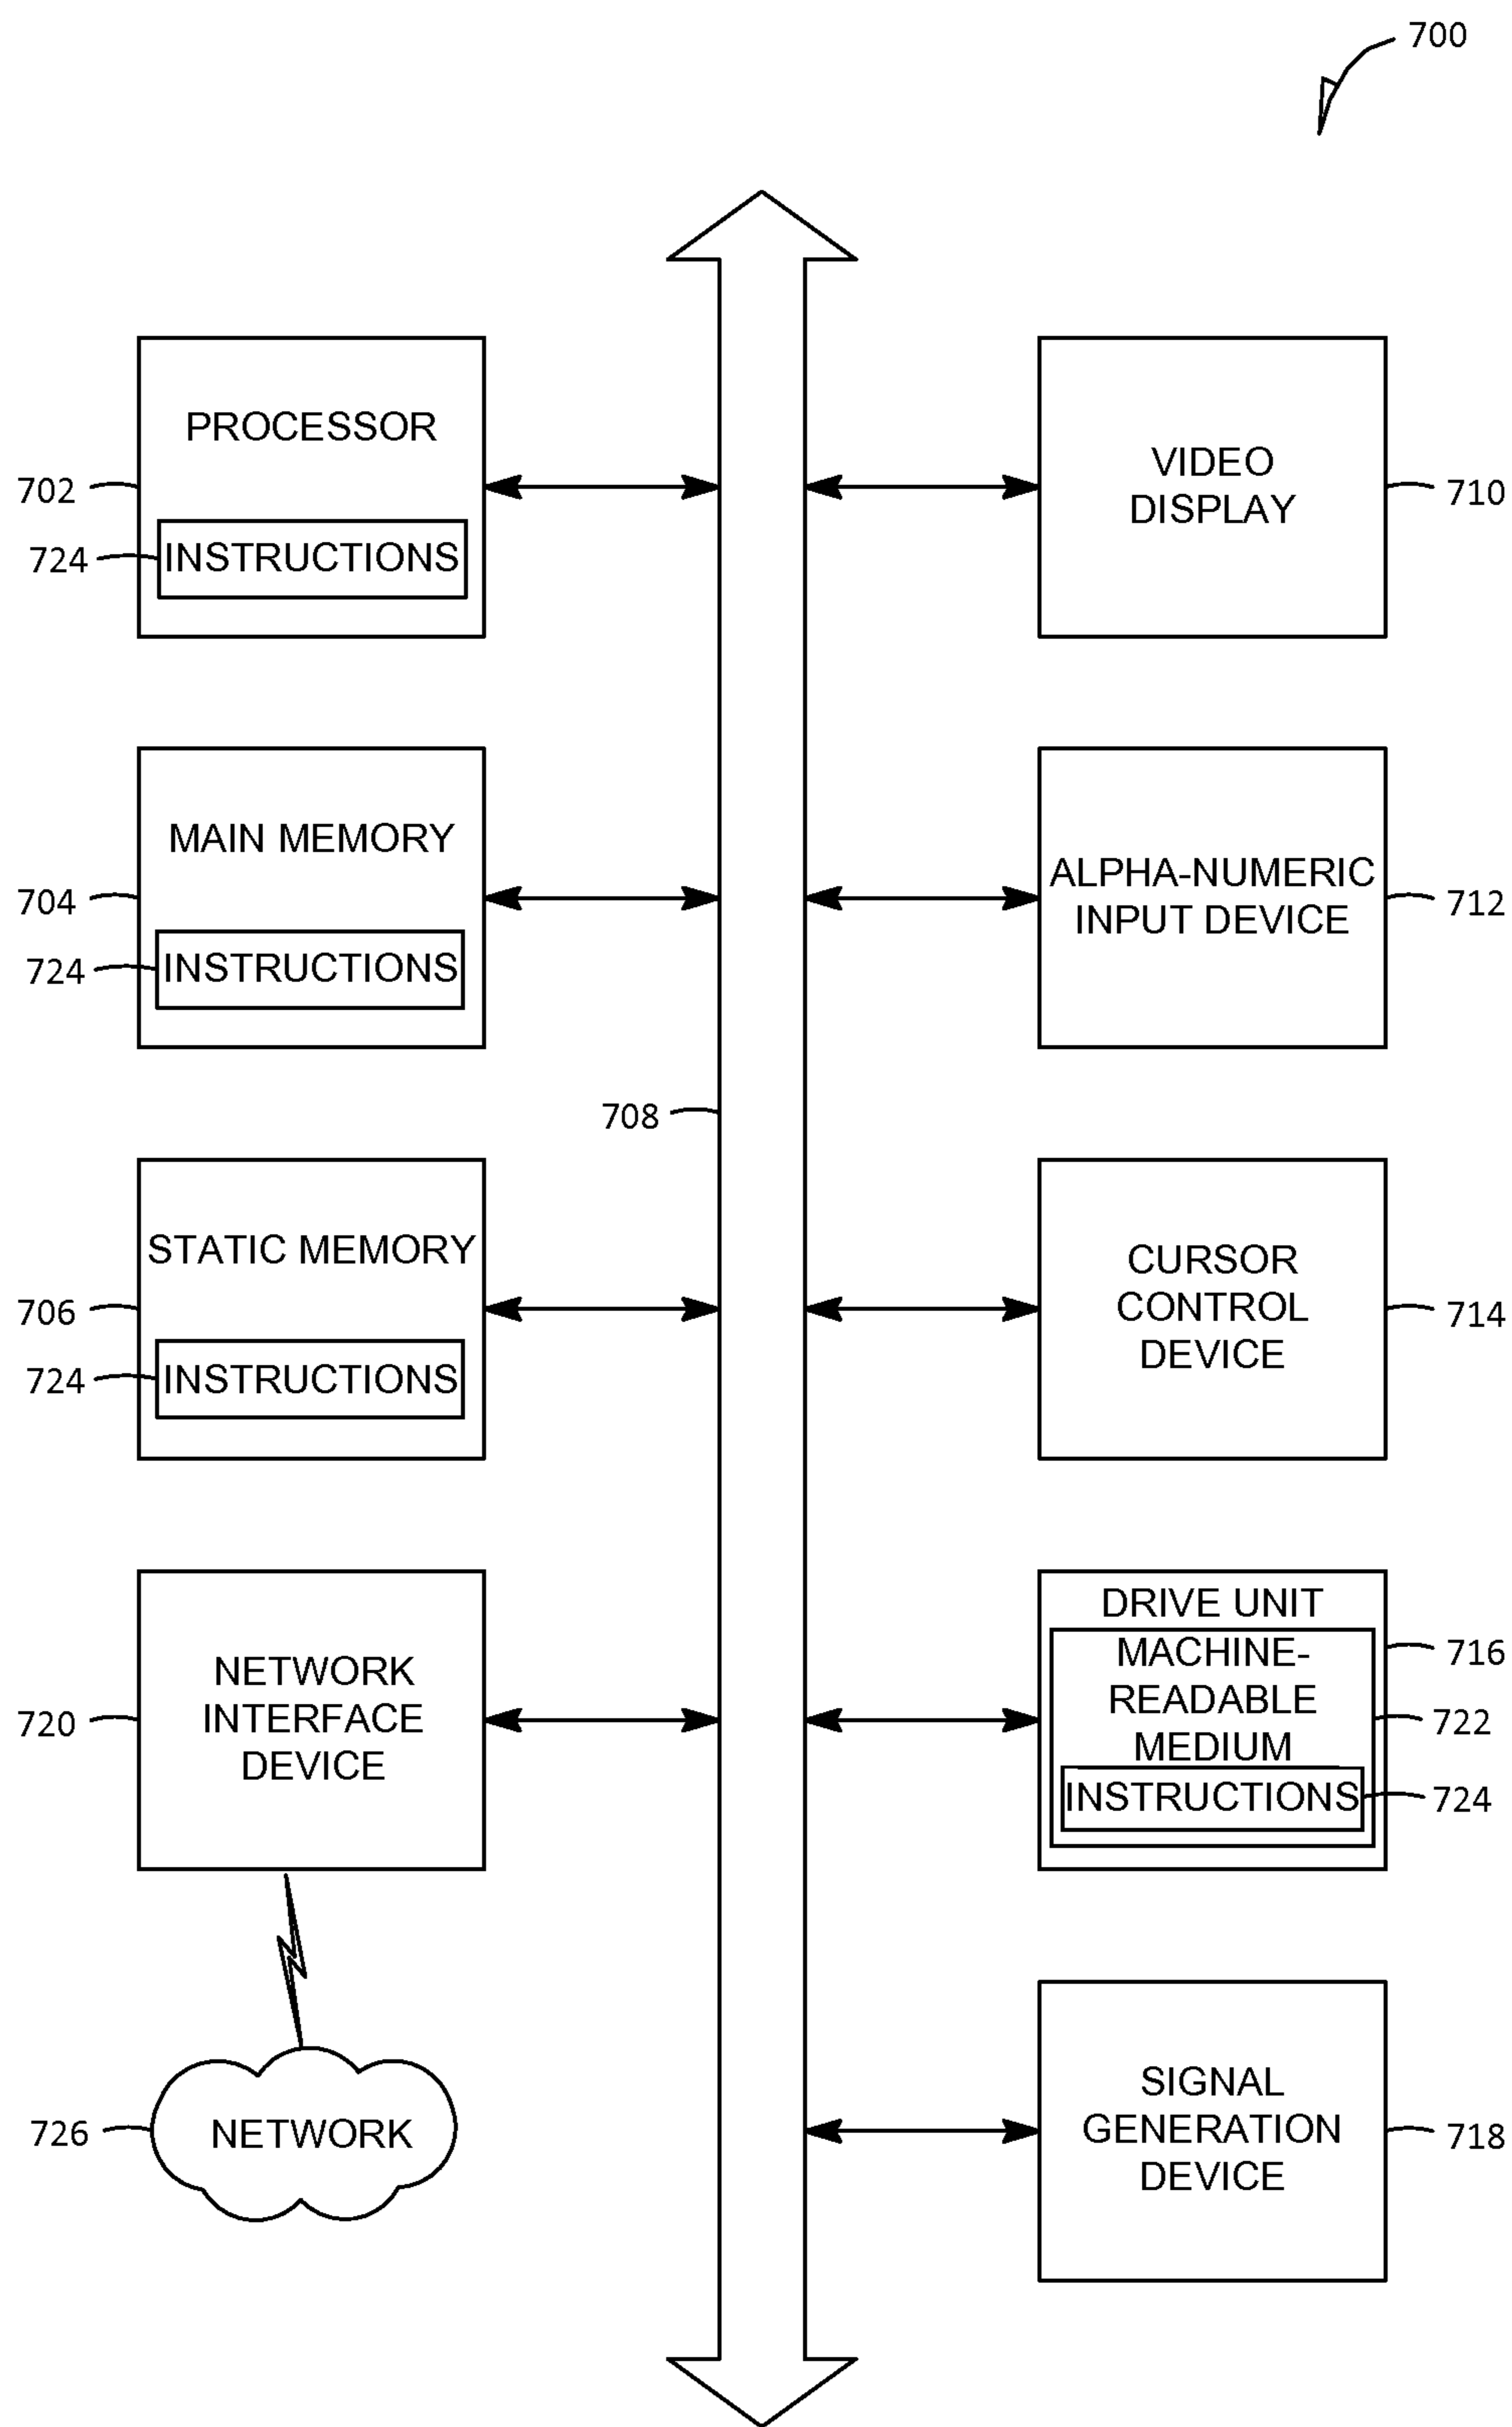 700
PROCESSOR
702
724
INSTRUCTIONS
VIDEO
DISPLAY
710
MAIN MEMORY
704
724
INSTRUCTIONS
ALPHA-NUMERIC
INPUT DEVICE
712
708
STATIC MEMORY
706
724
INSTRUCTIONS
CURSOR
CONTROL
DEVICE
714
NETWORK
INTERFACE
DEVICE
720
DRIVE UNIT
716
MACHINE-
READABLE
MEDIUM
722
INSTRUCTIONS
724
726
NETWORK
SIGNAL
GENERATION
DEVICE
718